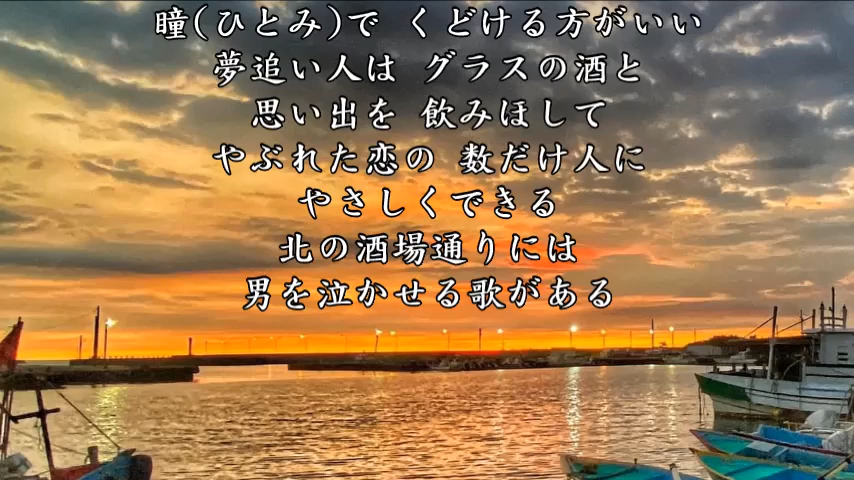 瞳(ひとみ)で くどける方がいい
夢追い人は グラスの酒と
思い出を 飲みほして
やぶれた恋の 数だけ人に
やさしくできる
北の酒場通りには
男を泣かせる歌がある